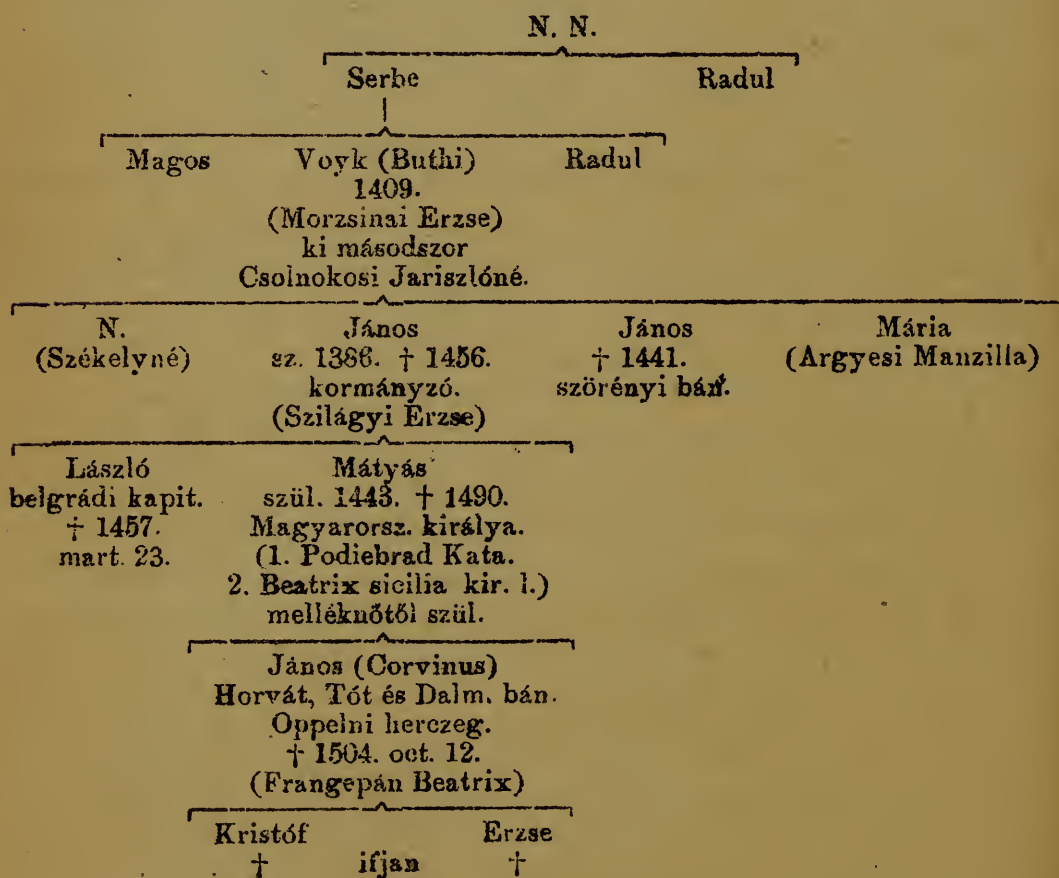 N. N.
Serbe Radul
Magos Voyk (Buthi) Radul
1409.
(Morzsinai Erzse)
ki másodszor
Csolnokosi Jariszlóné.
N. János János Mária
(Székelyné) sz. 1386. † 1456. † 1441. (Argyesi Manzilla)
kormányzó. szörényi bán.
(Szilágyi Erzse)
László Mátyás
belgrádi kapit. szül. 1443. † 1490.
† 1457. Magyarorsz. királya.
mart. 23. (1. Podiebrad Kata.
2. Beatrix sicilia kir. l.)
melléknőtől szül.
János (Corvinus)
Horvát, Tót és Dalm. bán.
Oppelni herczeg.
† 1504. oct. 12.
(Frangepán Beatrix)
Kristóf Erzse
† ifjan †